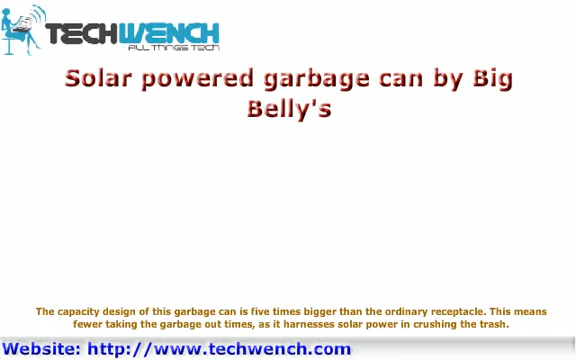 TECHWENCH
ALL THINGS TECH
Solar powered garbage can by Big
Belly's
The capacity design of this garbage can is five times bigger than the ordinary receptacle. This means
fewer taking the garbage out times, as it harnesses solar power in crushing the trash.
Website: http://www.techwench.com